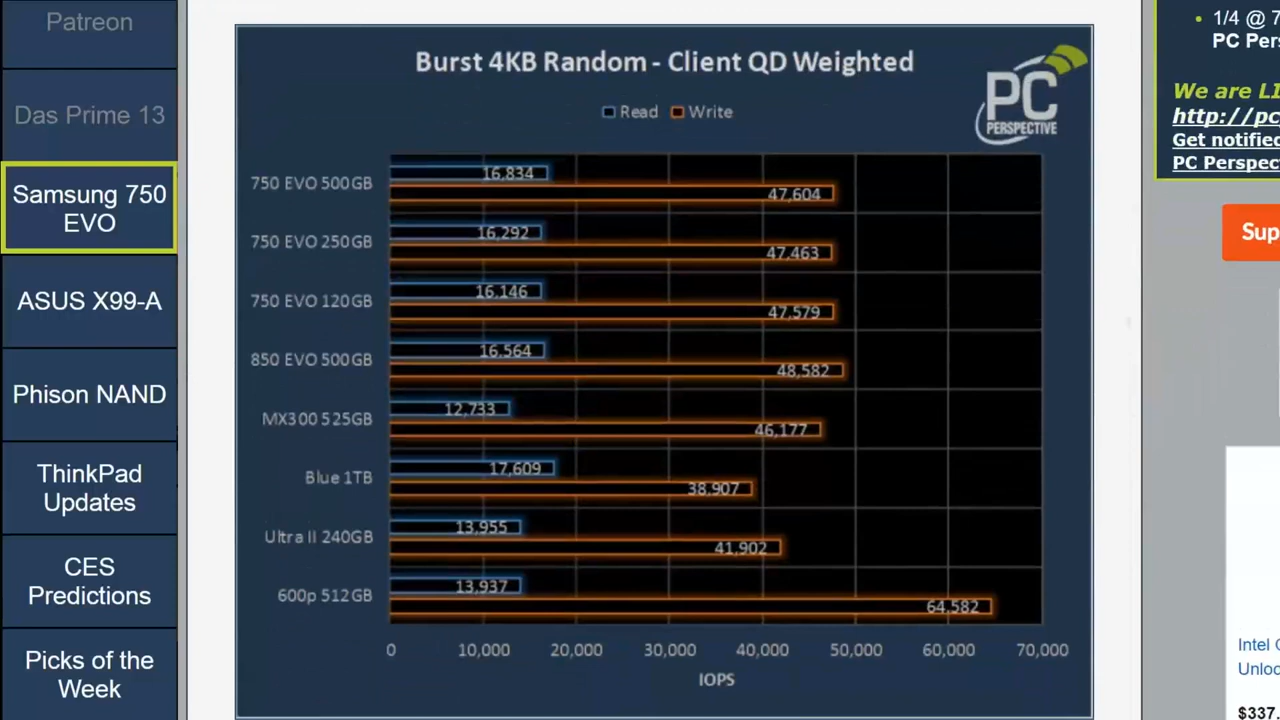 Patreon
Das Prime 13
Samsung 750
EVO
ASUS X99-A
Phison NAND
ThinkPad
Updates
CES
Predictions
Picks of the
Week
Burst 4KB Random - Client QD Weighted
Read Write
PC
PERSPECTIVE
750 EVO 500GB
16,834
47,604
750 EVO 250GB
16,292
47,463
750 EVO 120GB
16,146
47,579
850 EVO 500GB
16,564
48,582
MX300 525GB
12,733
46,177
Blue 1TB
17,609
38,907
Ultra II 240GB
13,955
41,902
600p 512GB
13,937
64,582
0 10,000 20,000 30,000 40,000 50,000 60,000 70,000
IOPS
1/4 @ 7
PC Pers
We are LI
http://pc
Get notified
PC Perspec
Sup
Intel
Unloc
$337.